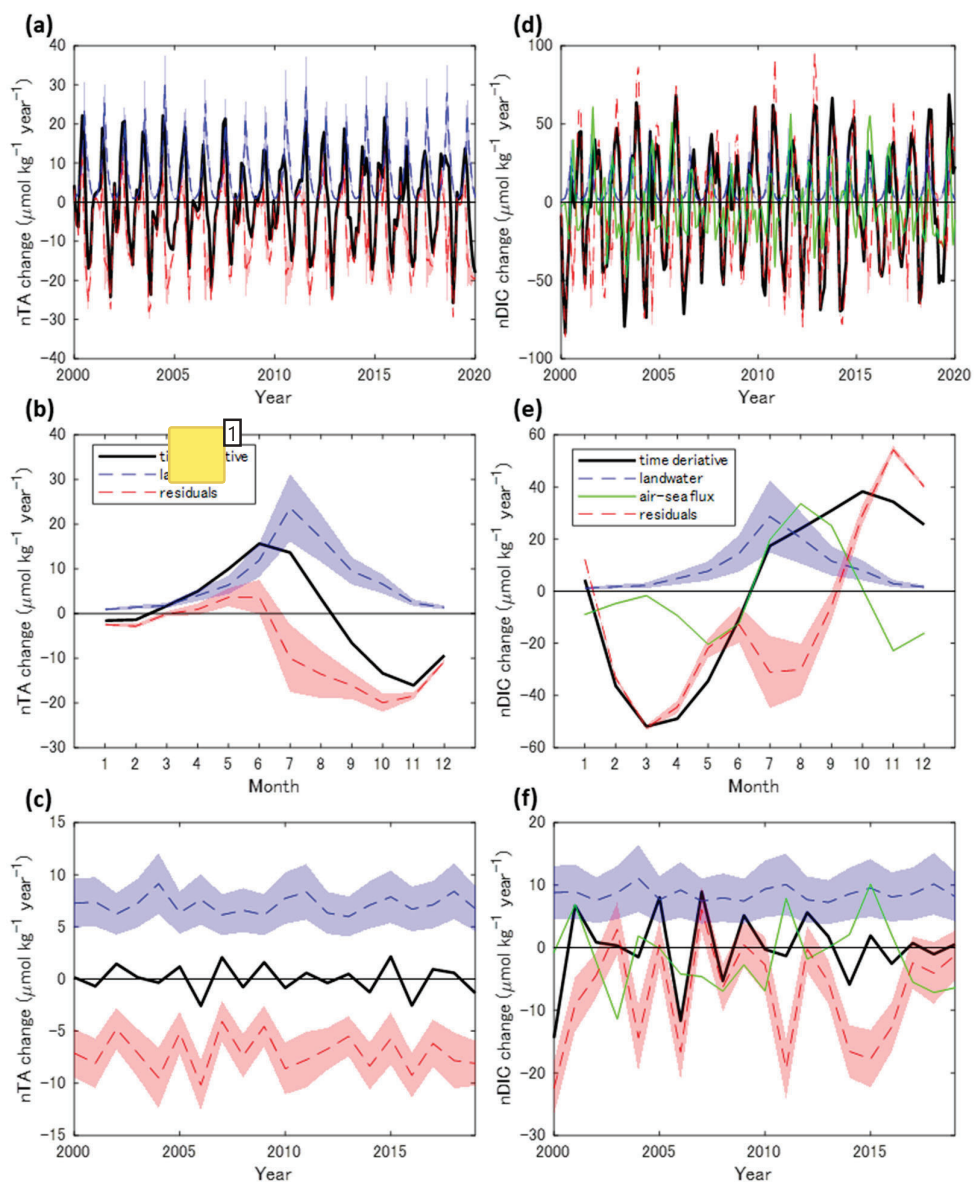 (a)
40
30
20
10
0
−10
−20
−30
−40
nTA change (μmol kg⁻¹ year⁻¹)
2000 2005 2010 2015 2020
Year
(d)
100
50
0
−50
−100
nDIC change (μmol kg⁻¹ year⁻¹)
2000 2005 2010 2015 2020
Year
(b)
40
30
20
10
0
−10
−20
−30
nTA change (μmol kg⁻¹ year⁻¹)
1
residuals
1 2 3 4 5 6 7 8 9 10 11 12
Month
(e)
60
40
20
0
−20
−40
−60
nDIC change (μmol kg⁻¹ year⁻¹)
time deriative
landwater
air-sea flux
residuals
1 2 3 4 5 6 7 8 9 10 11 12
Month
(c)
15
10
5
0
−5
−10
−15
nTA change (μmol kg⁻¹ year⁻¹)
2000 2005 2010 2015
Year
(f)
20
10
0
−10
−20
−30
nDIC change (μmol kg⁻¹ year⁻¹)
2000 2005 2010 2015
Year